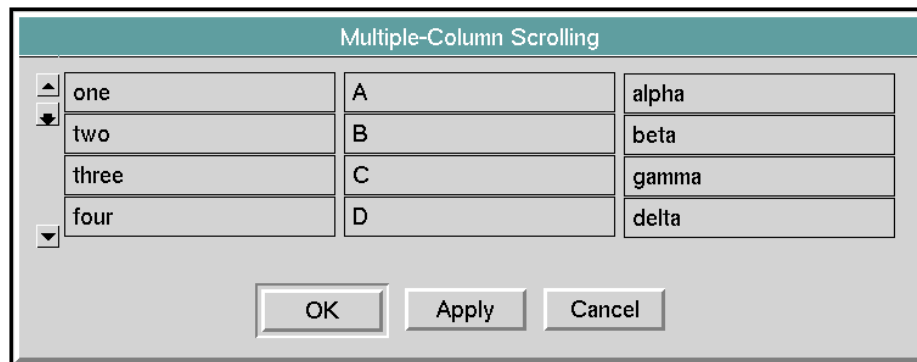 Multiple-Column Scrolling
one A alpha
two B beta
three C gamma
four D delta
OK Apply Cancel